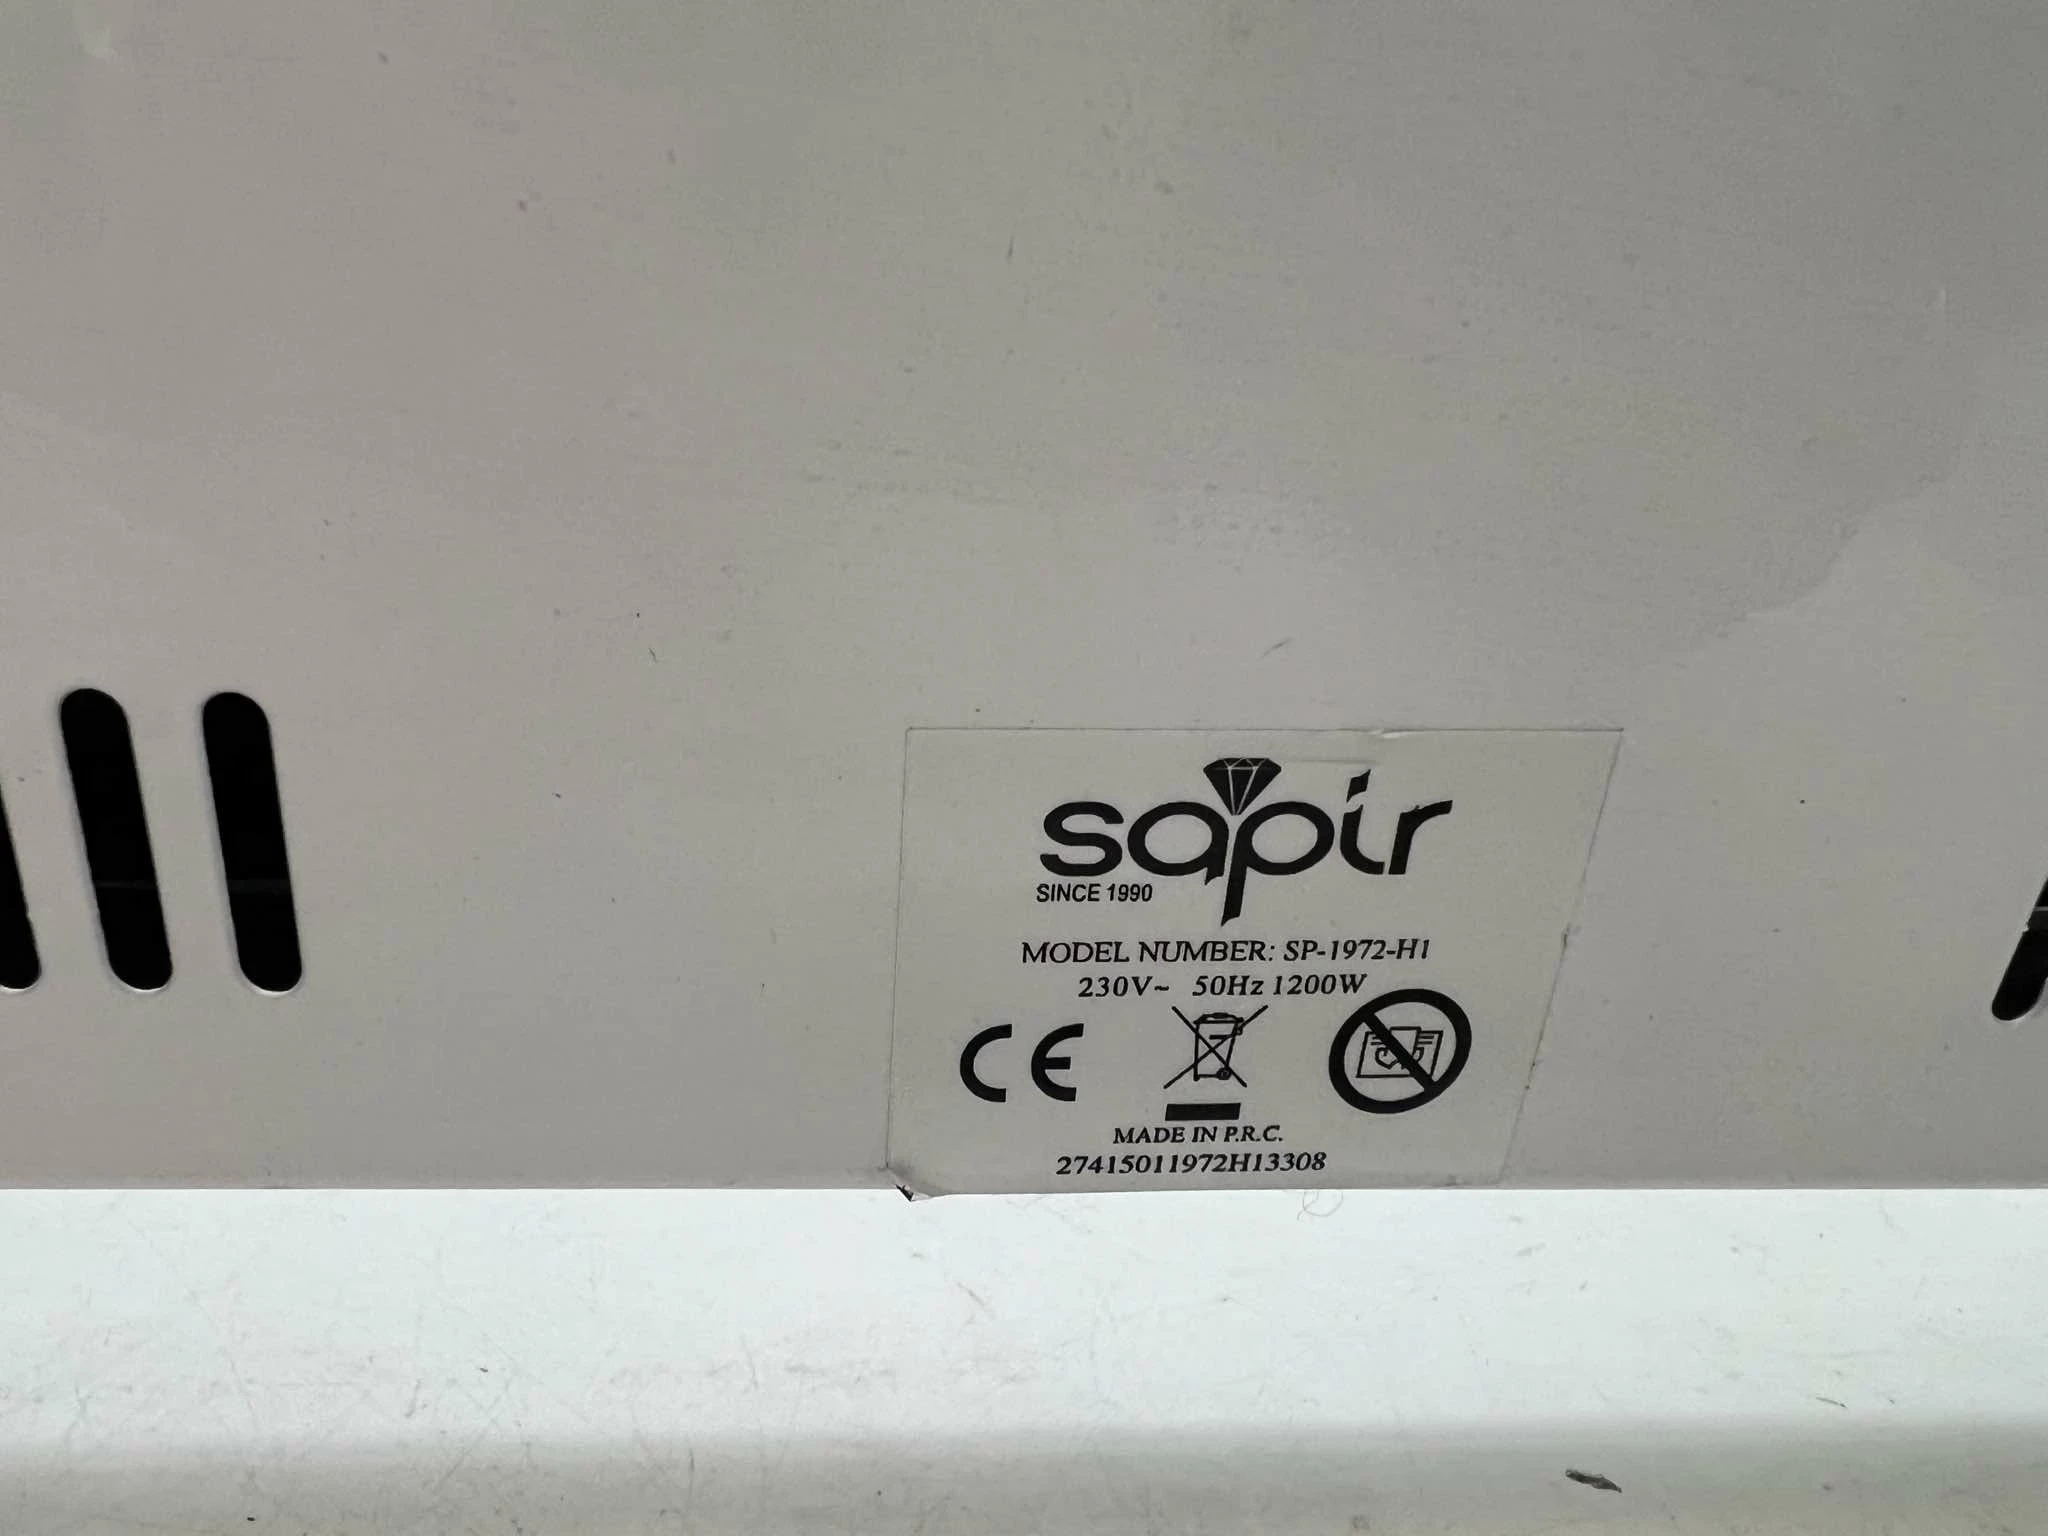 sapir
SINCE 1990
MODEL NUMBER: SP-1972-H1
230V~ 50Hz 1200W
CE
MADE IN P.R.C.
27415011972H13308